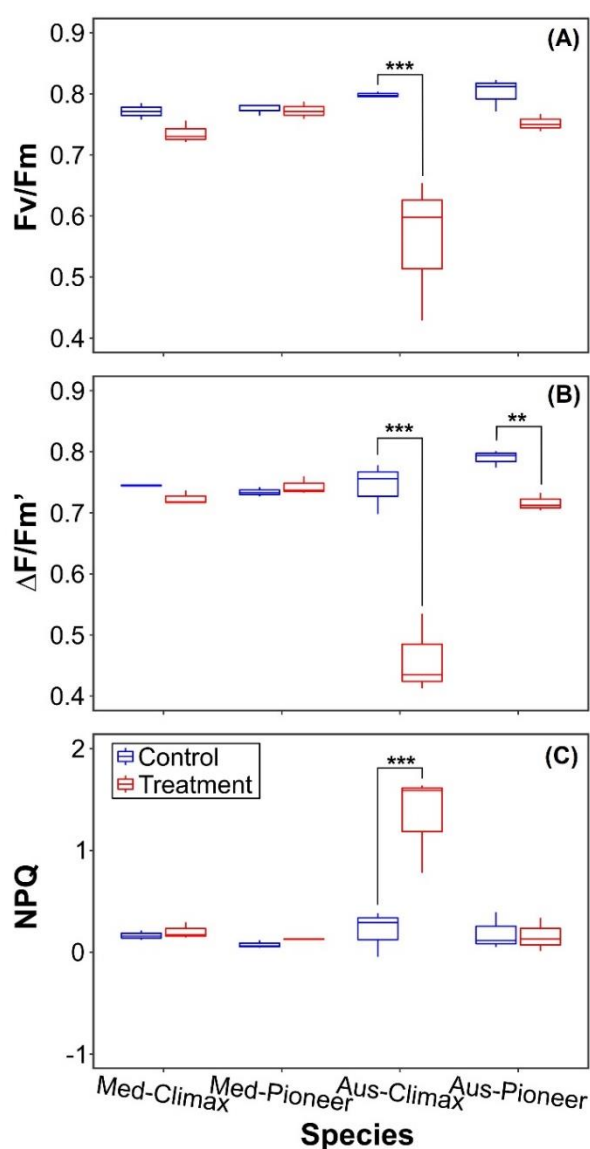 (A)
0.9
0.8
0.7
0.6
0.5
0.4
Fv/Fm
***
(B)
0.9
0.8
0.7
0.6
0.5
0.4
ΔF/Fm'
***
**
(C)
2
1
0
-1
NPQ
Control
Treatment
***
Med-Climax
Med-Pioneer
Aus-Climax
Aus-Pioneer
Species